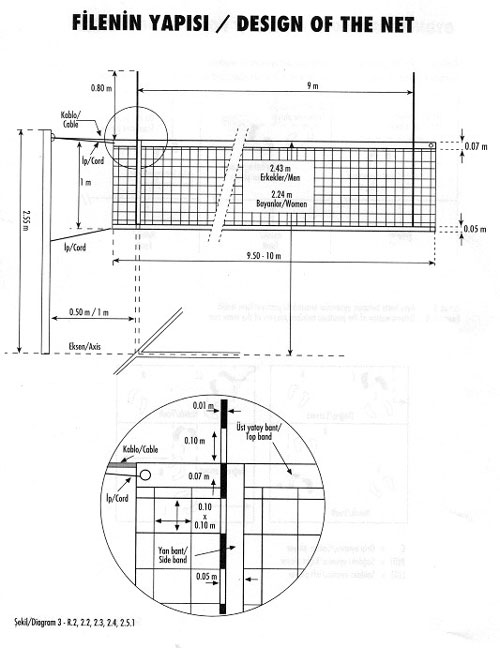 FİLENİN YAPISI / DESIGN OF THE NET
9 m
0.80 m
Kablo/
Cable
İp/Cord
0.07 m
1 m
2.43 m
Erkekler/Men
2.24 m
Bayanlar/Women
2.55 m
0.05 m
İp/Cord
9.50 - 10 m
0.50 m / 1 m
Eksen/Axis
0.01 m
Üst yatay bant/
Top band
0.10 m
Kablo/Cable
0.07 m
İp/Cord
0.10
x
0.10 m
Yan bant/
Side band
0.05 m
Şekil/Diagram 3 - R.2, 2.2, 2.3, 2.4, 2.5.1